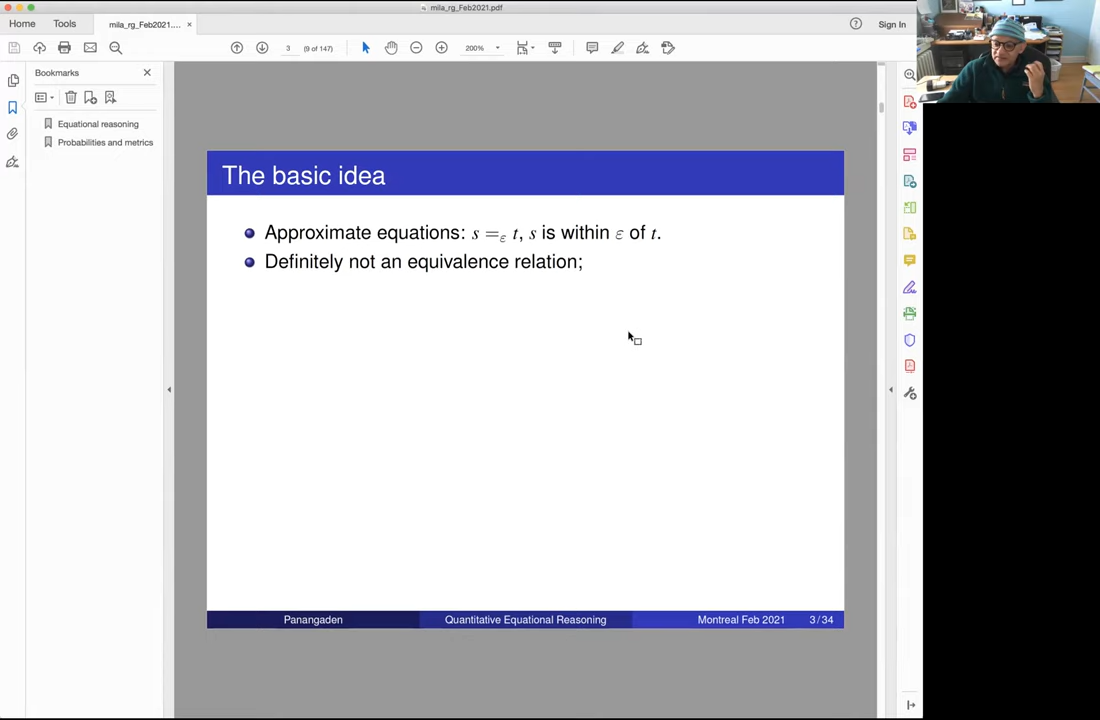 mila_rg_Feb2021.pdf
Home Tools mila_rg_Feb2021.... × Sign In
3 (9 of 147) 200%
Bookmarks
Equational reasoning
Probabilities and metrics
The basic idea
Approximate equations: s =ε t, s is within ε of t.
Definitely not an equivalence relation;
Panangaden Quantitative Equational Reasoning Montreal Feb 2021 3 / 34